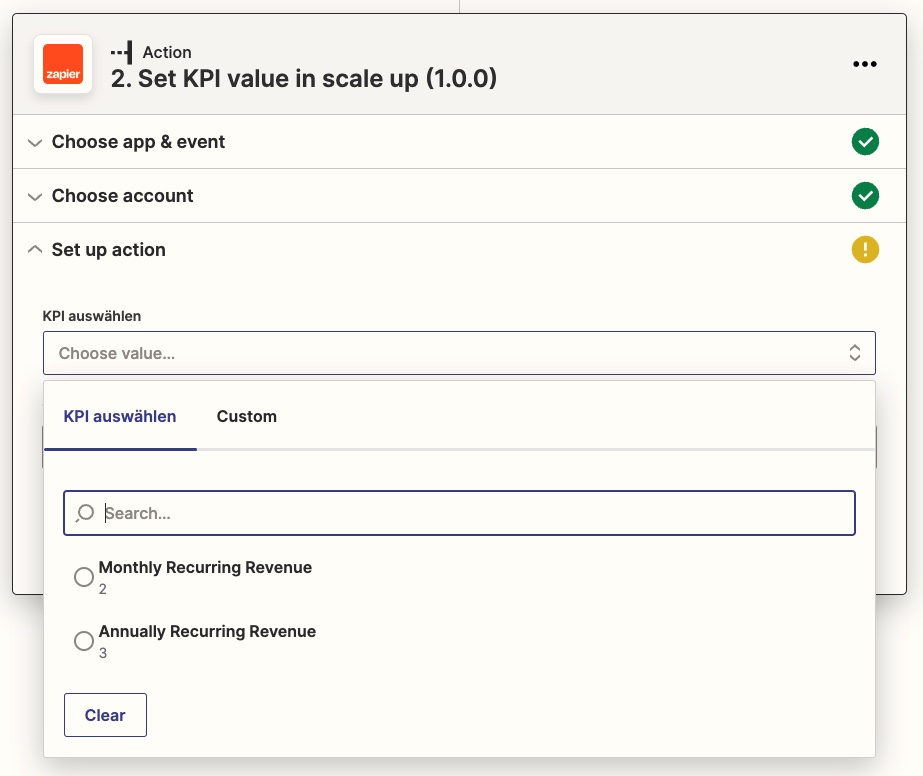 zapier
Action
2. Set KPI value in scale up (1.0.0)
Choose app & event
Choose account
Set up action
KPI auswählen
Choose value...
KPI auswählen
Custom
Search...
Monthly Recurring Revenue
2
Annually Recurring Revenue
3
Clear